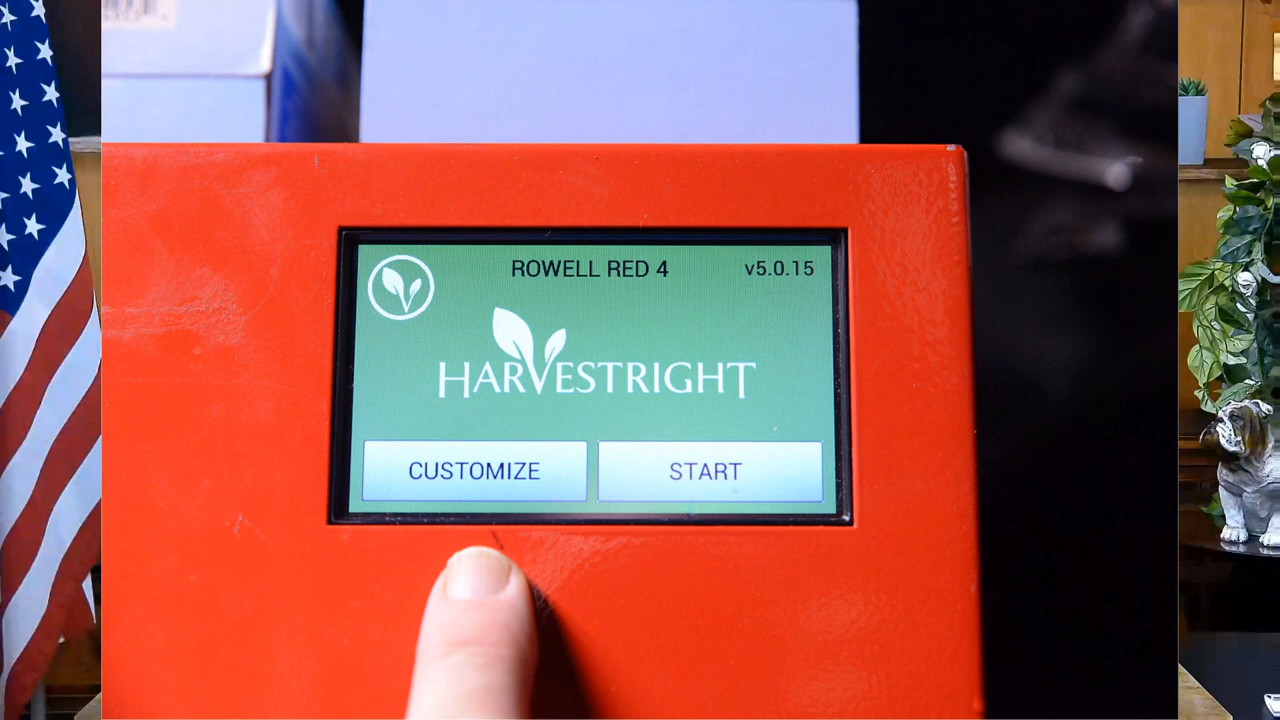 ROWELL RED 4
v5.0.15
HARVESTRIGHT
CUSTOMIZE
START